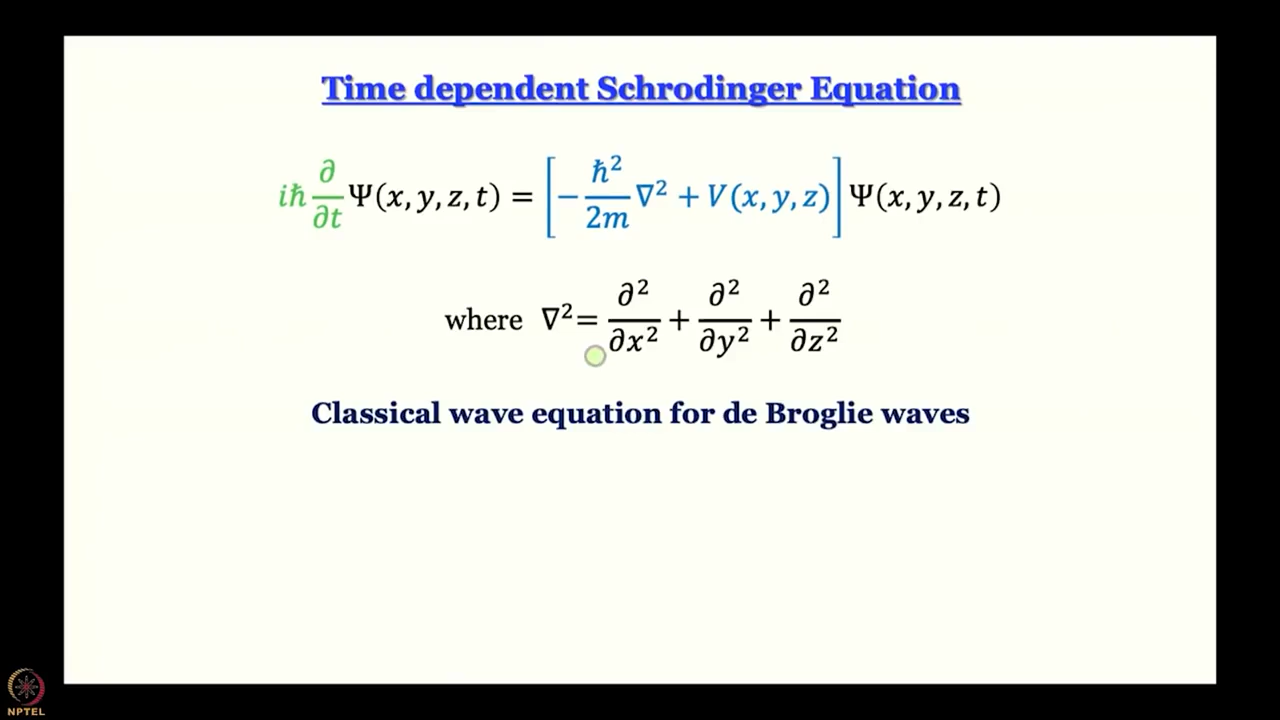 Time dependent Schrodinger Equation
iħ ∂/∂t Ψ(x, y, z, t) = [−ħ²/2m ∇² + V(x, y, z)] Ψ(x, y, z, t)
where ∇²= ∂²/∂x² + ∂²/∂y² + ∂²/∂z²
Classical wave equation for de Broglie waves
NPTEL